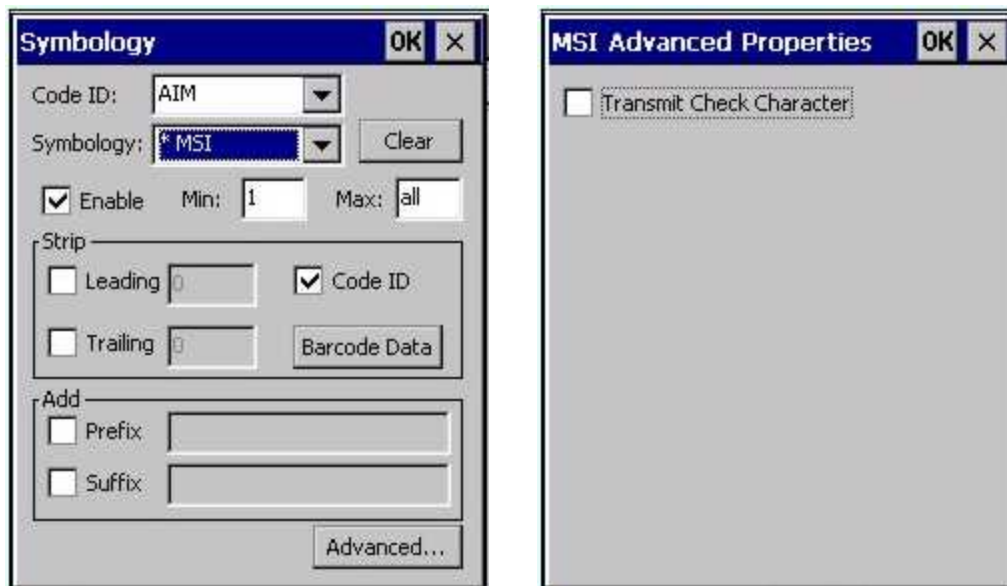 Symbology OK ×
Code ID: AIM
Symbology: * MSI Clear
Enable Min: 1 Max: all
Strip
Leading 0 Code ID
Trailing 0 Barcode Data
Add
Prefix
Suffix
Advanced...
MSI Advanced Properties OK ×
Transmit Check Character